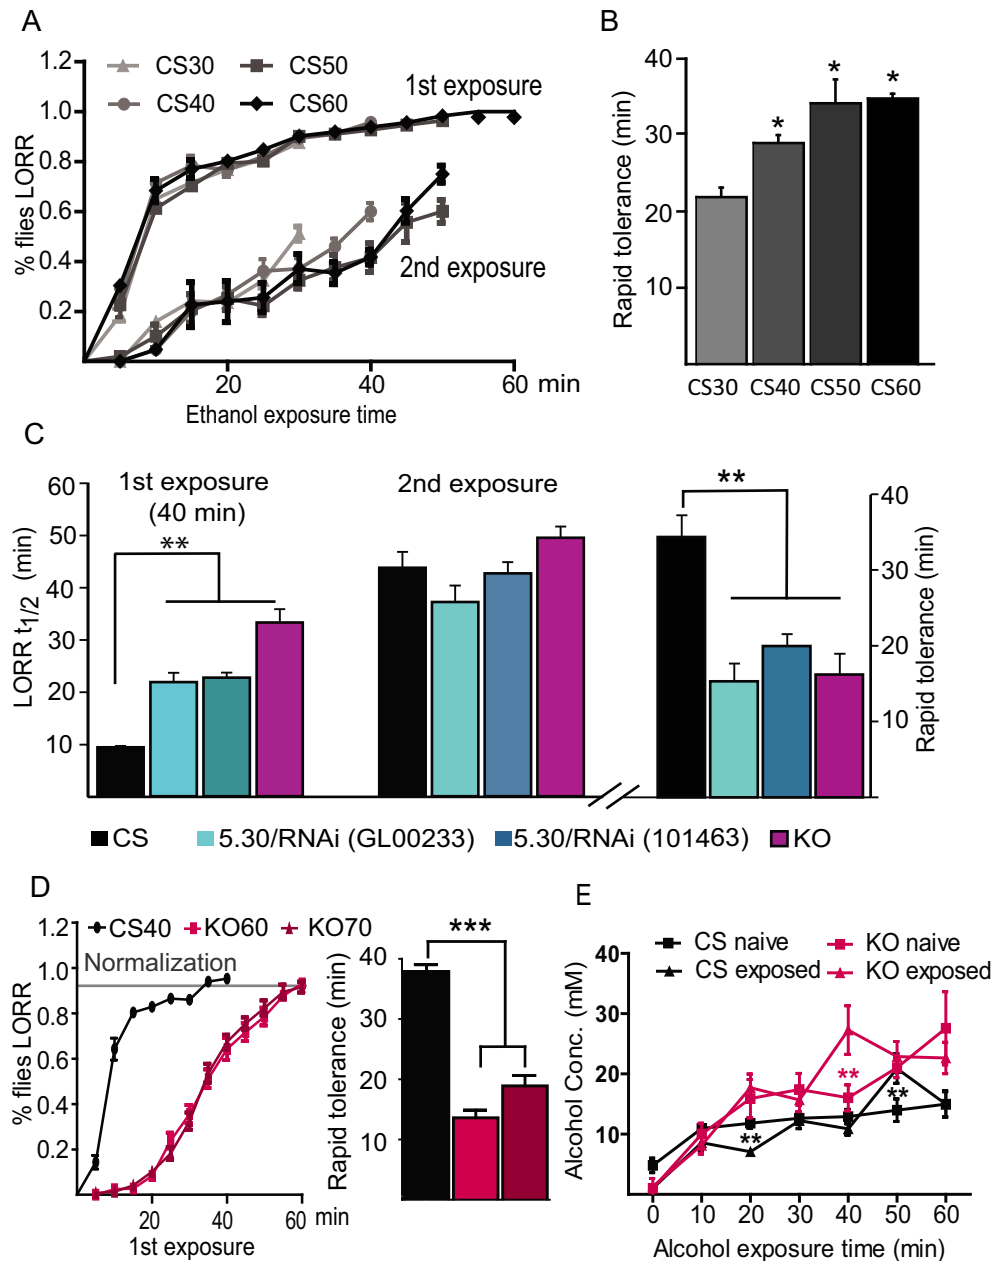 A
1.2
1.0
0.8
0.6
0.4
0.2
% flies LORR
CS30
CS50
CS40
CS60
1st exposure
2nd exposure
20
40
60
min
Ethanol exposure time
B
40
30
20
10
Rapid tolerance (min)
*
*
*
CS30
CS40
CS50
CS60
C
60
50
40
30
20
10
LORR t1/2 (min)
1st exposure
(40 min)
**
2nd exposure
**
40
30
20
10
Rapid tolerance (min)
CS
5.30/RNAi (GL00233)
5.30/RNAi (101463)
KO
D
1.2
1.0
0.8
0.6
0.4
0.2
% flies LORR
CS40
KO60
KO70
Normalization
20
40
60
min
1st exposure
40
30
20
10
Rapid tolerance (min)
***
E
CS naive
KO naive
CS exposed
KO exposed
40
30
20
10
Alcohol Conc. (mM)
**
**
**
0
10
20
30
40
50
60
Alcohol exposure time (min)